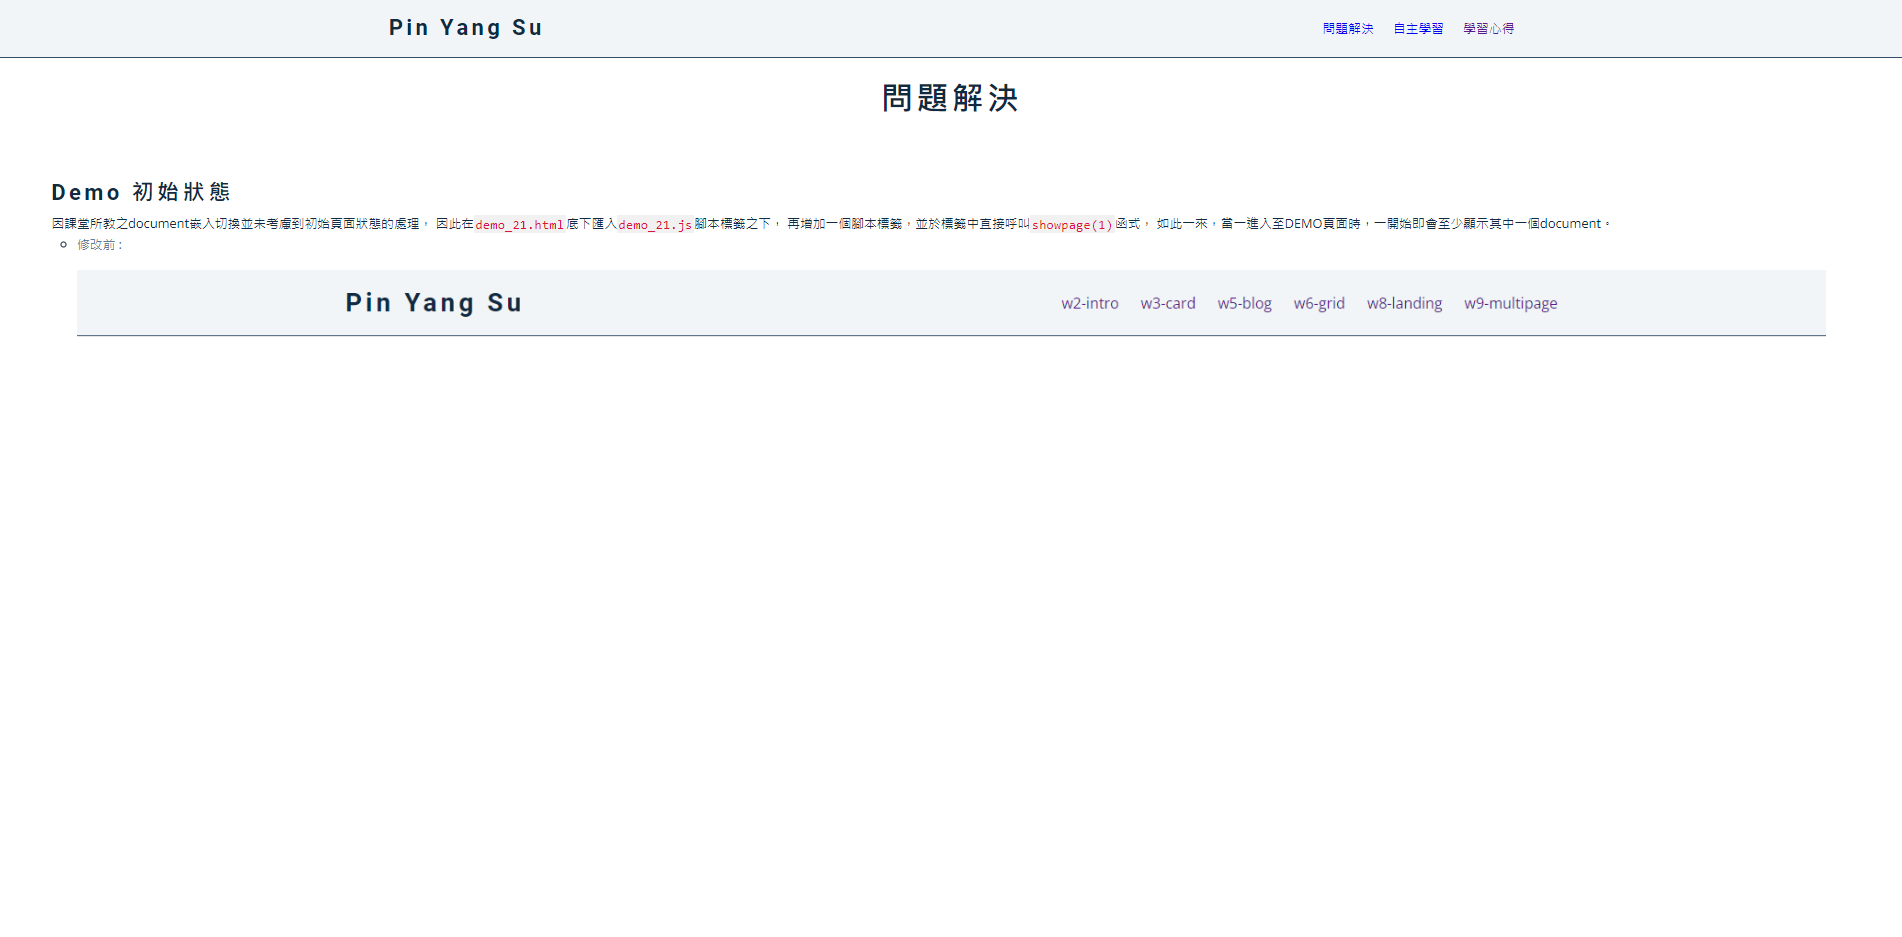 Pin Yang Su 問題解決 自主學習 學習心得
問題解決
Demo 初始狀態
因課堂所教之document嵌入切換並未考慮到初始頁面狀態的處理， 因此在demo_21.html底下匯入demo_21.js腳本標籤之下， 再增加一個腳本標籤，並於標籤中直接呼叫showpage(1)函式， 如此一來，當一進入至DEMO頁面時，一開始即會至少顯示其中一個document。
修改前：
Pin Yang Su w2-intro w3-card w5-blog w6-grid w8-landing w9-multipage